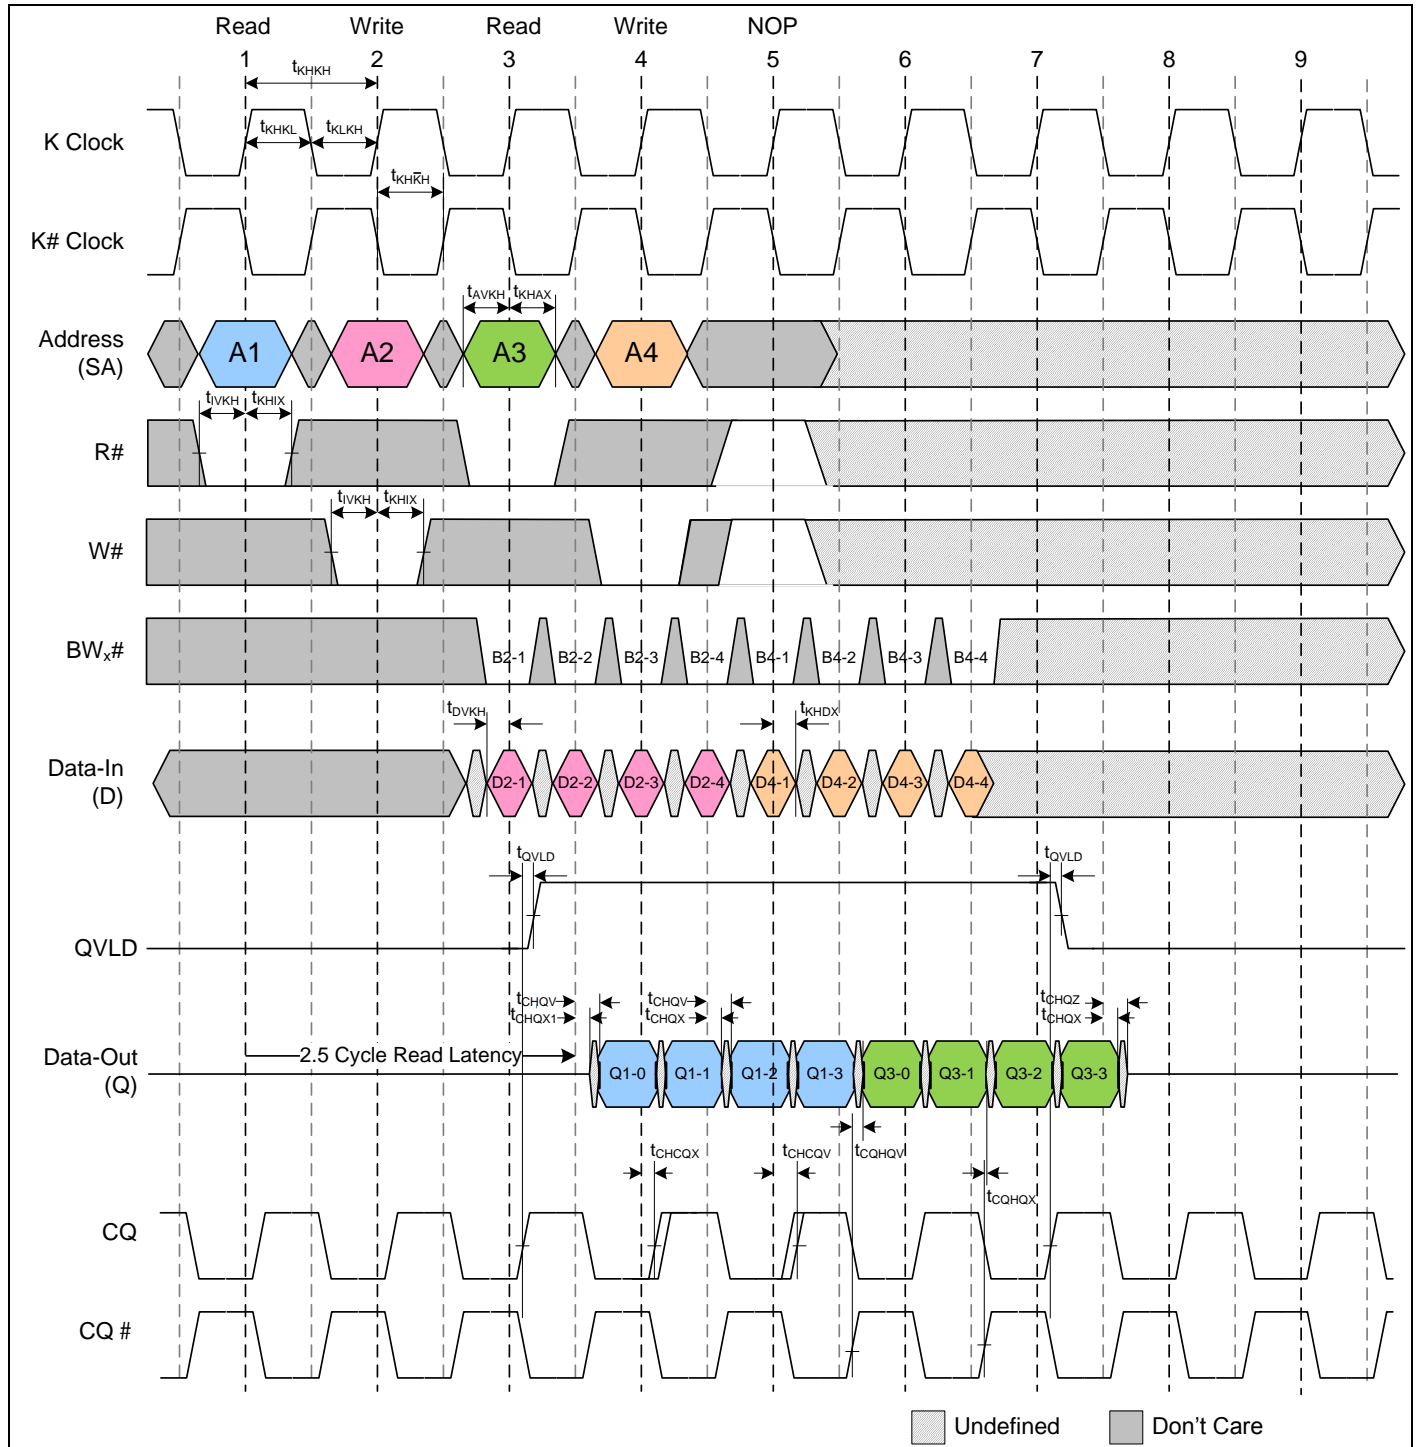 Read Write Read Write NOP
1 2 3 4 5 6 7 8 9
tKHKH
K Clock
tKHKL tKLKH
tKHK̅H
K# Clock
tAVKH tKHAX
Address
(SA)
A1 A2 A3 A4
tIVKH tKHIX
R#
tIVKH tKHIX
W#
BWx#
B2-1 B2-2 B2-3 B2-4 B4-1 B4-2 B4-3 B4-4
tDVKH tKHDX
Data-In
(D)
D2-1 D2-2 D2-3 D2-4 D4-1 D4-2 D4-3 D4-4
tQVLD tQVLD
QVLD
tCHQV tCHQV tCHQZ
tCHQX1 tCHQX tCHQX
Data-Out
(Q)
2.5 Cycle Read Latency
Q1-0 Q1-1 Q1-2 Q1-3 Q3-0 Q3-1 Q3-2 Q3-3
tCHCQX tCHCQV tCQHQV
tCQHQX
CQ
CQ #
Undefined Don't Care